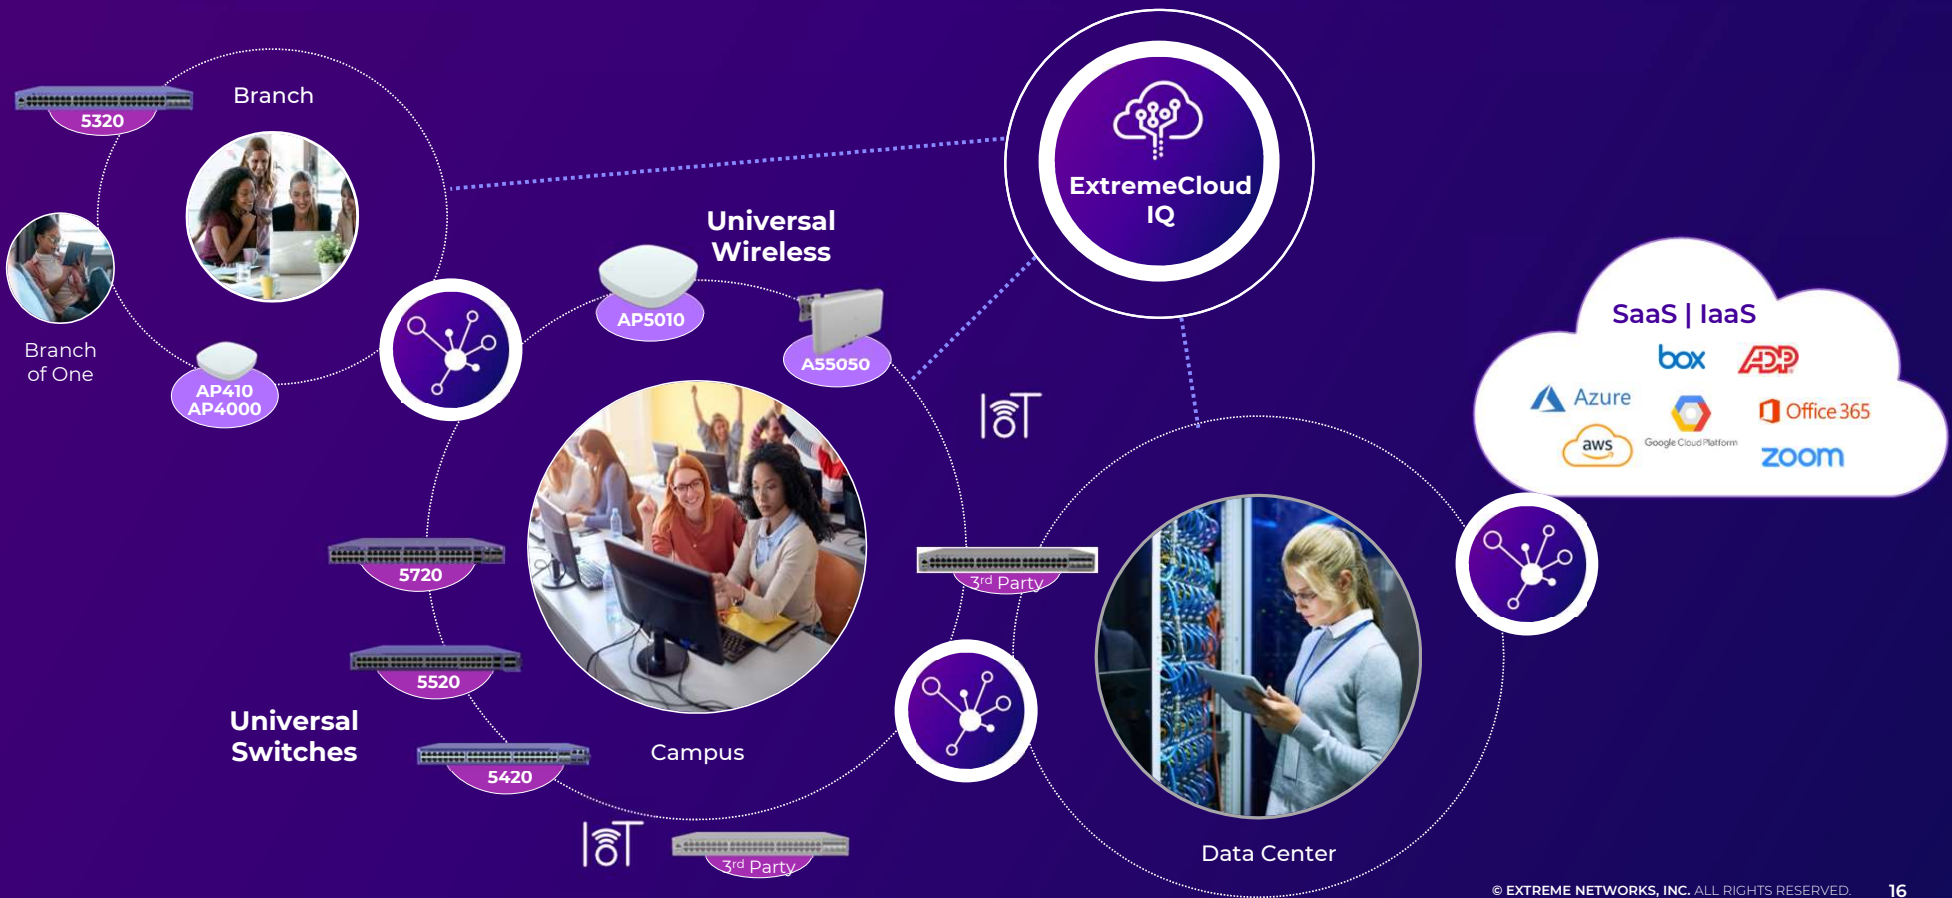 Branch
5320
Branch
of One
AP410
AP4000
Universal
Wireless
AP5010
A55050
ExtremeCloud
IQ
IoT
SaaS | IaaS
box
ADP
Azure
Google Cloud Platform
Office 365
aws
zoom
5720
5520
Universal
Switches
5420
Campus
3rd Party
IoT
3rd Party
Data Center
© EXTREME NETWORKS, INC. ALL RIGHTS RESERVED.
16